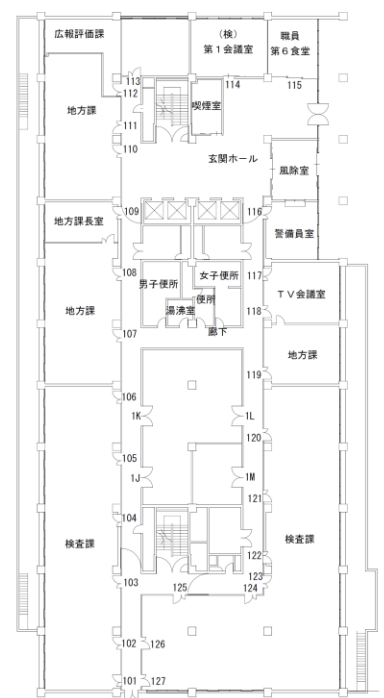 広報評価課
(検)
第1会議室
職員
第6食堂
113
112
114
115
地方課
喫煙室
111
110
玄関ホール
風除室
地方課長室
109
116
警備員室
108
男子便所
女子便所
117
TV会議室
便所
湯沸室
118
地方課
107
廊下
地方課
119
106
1K
1L
120
105
1J
1M
121
104
検査課
検査課
122
103
125
123
124
102
126
101
127